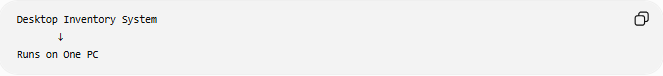 Desktop Inventory System
↓
Runs on One PC